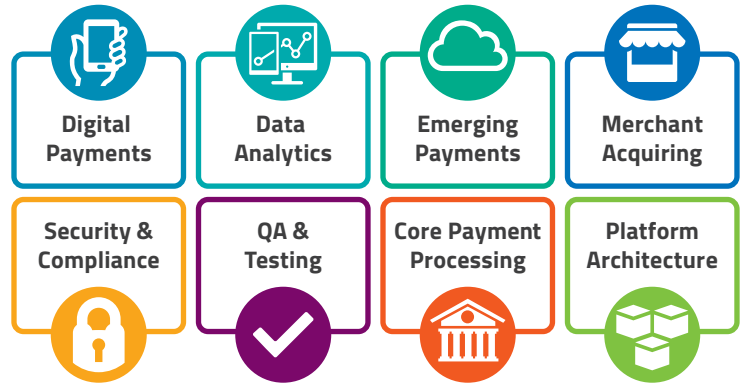 Digital
Payments
Data
Analytics
Emerging
Payments
Merchant
Acquiring
Security &
Compliance
QA &
Testing
Core Payment
Processing
Platform
Architecture